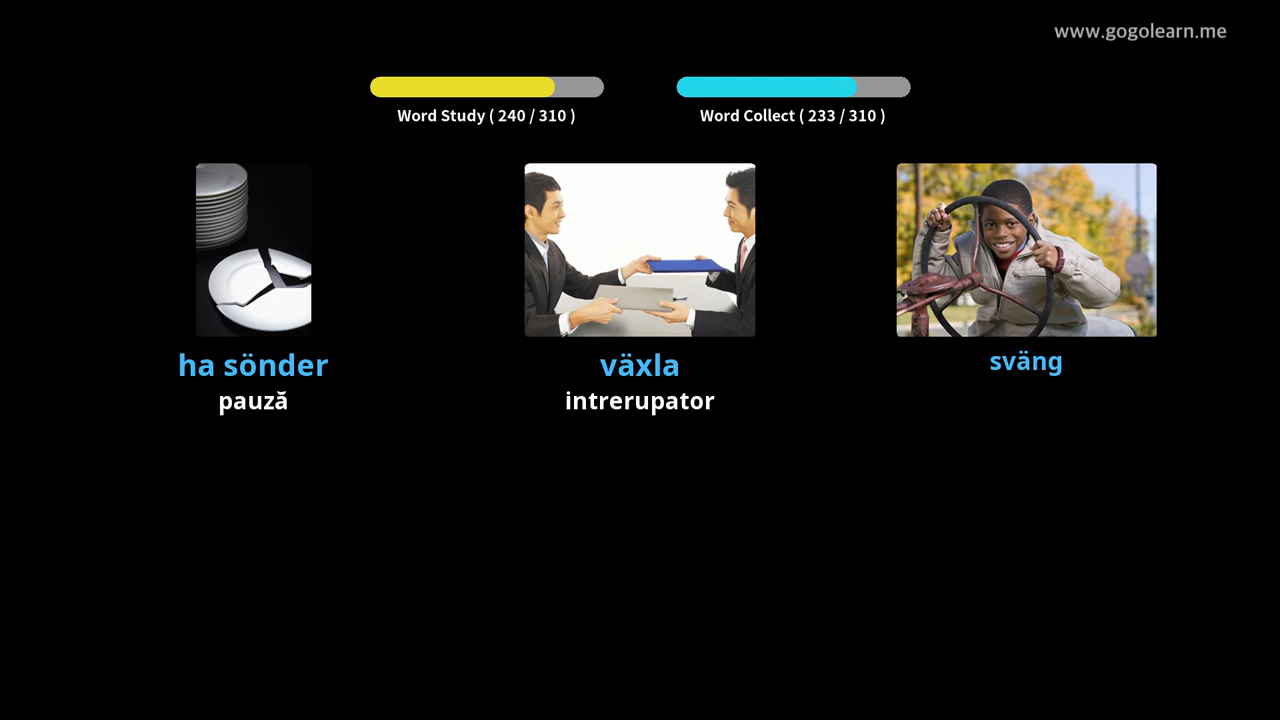 www.gogolearn.me
Word Study ( 240 / 310 )
Word Collect ( 233 / 310 )
ha sönder
pauză
växla
intrerupator
sväng